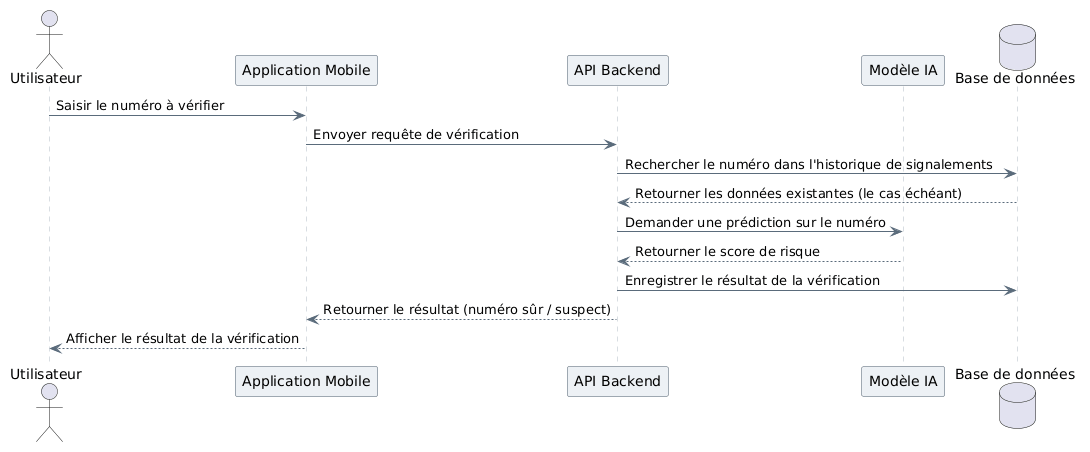 Utilisateur
Application Mobile
API Backend
Modèle IA
Base de données
Saisir le numéro à vérifier
Envoyer requête de vérification
Rechercher le numéro dans l'historique de signalements
Retourner les données existantes (le cas échéant)
Demander une prédiction sur le numéro
Retourner le score de risque
Enregistrer le résultat de la vérification
Retourner le résultat (numéro sûr / suspect)
Afficher le résultat de la vérification
Utilisateur
Application Mobile
API Backend
Modèle IA
Base de données